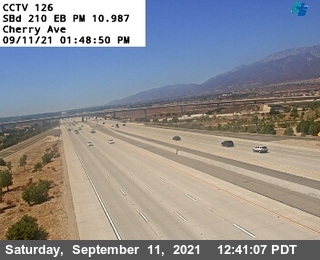 CCTV 126
SBd 210 EB PM 10.987
Cherry Ave
09/11/21 01:48:50 PM
Saturday, September 11, 2021 12:41:07 PDT